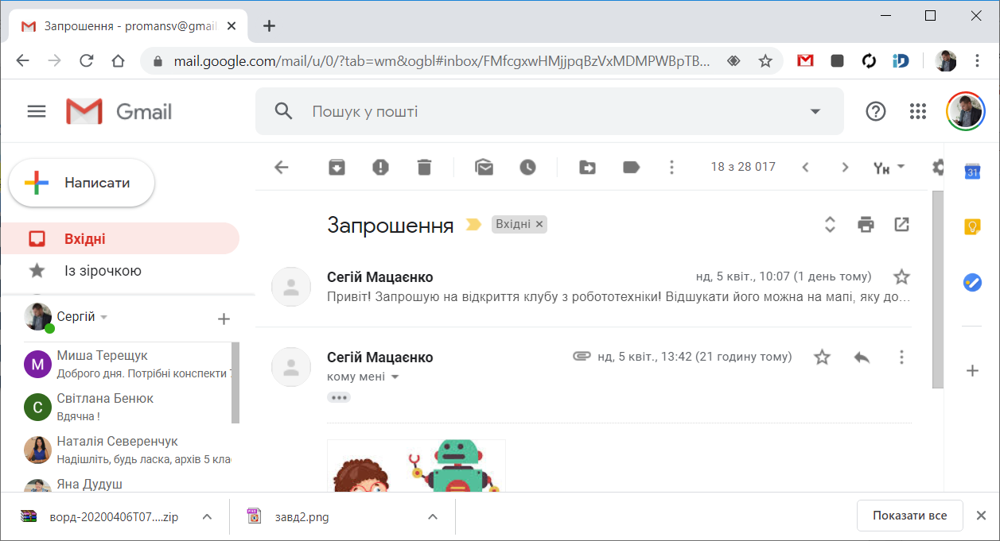 Запрошення - promansv@gmail
mail.google.com/mail/u/0/?tab=wm&ogbl#inbox/FMfcgxwHMjjpqBzVxMDMPWBpTB...
Gmail
Пошук у пошті
Написати
18 з 28 017
Ун
31
Вхідні
Із зірочкою
Запрошення
Вхідні ×
Сегій Мацаєнко
нд, 5 квіт., 10:07 (1 день тому)
Привіт! Запрошую на відкриття клубу з робототехніки! Відшукати його можна на мапі, яку до…
Сергій
Сегій Мацаєнко
нд, 5 квіт., 13:42 (21 годину тому)
кому мені
М
Миша Терещук
Доброго дня. Потрібні конспекти 7
С
Світлана Бенюк
Вдячна !
Наталія Северенчук
Надішліть, будь ласка, архів 5 кла
Яна Дудуш
ворд-20200406T07....zip
завд2.png
Показати все